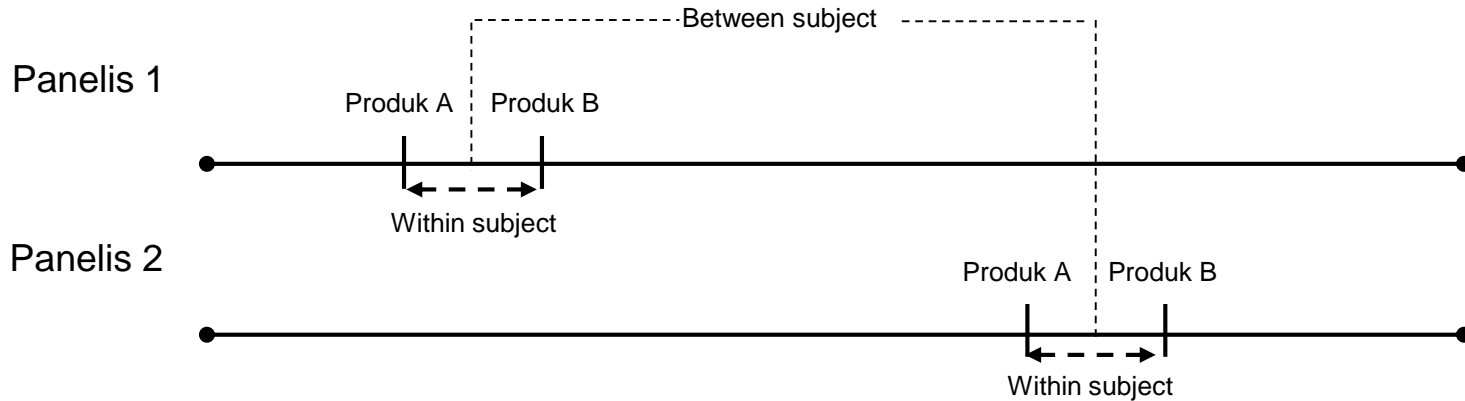 Between subject
Panelis 1
Produk A
Produk B
Within subject
Panelis 2
Produk A
Produk B
Within subject